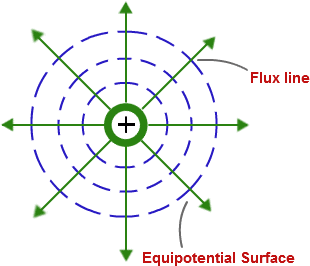 Flux line
+
Equipotential Surface